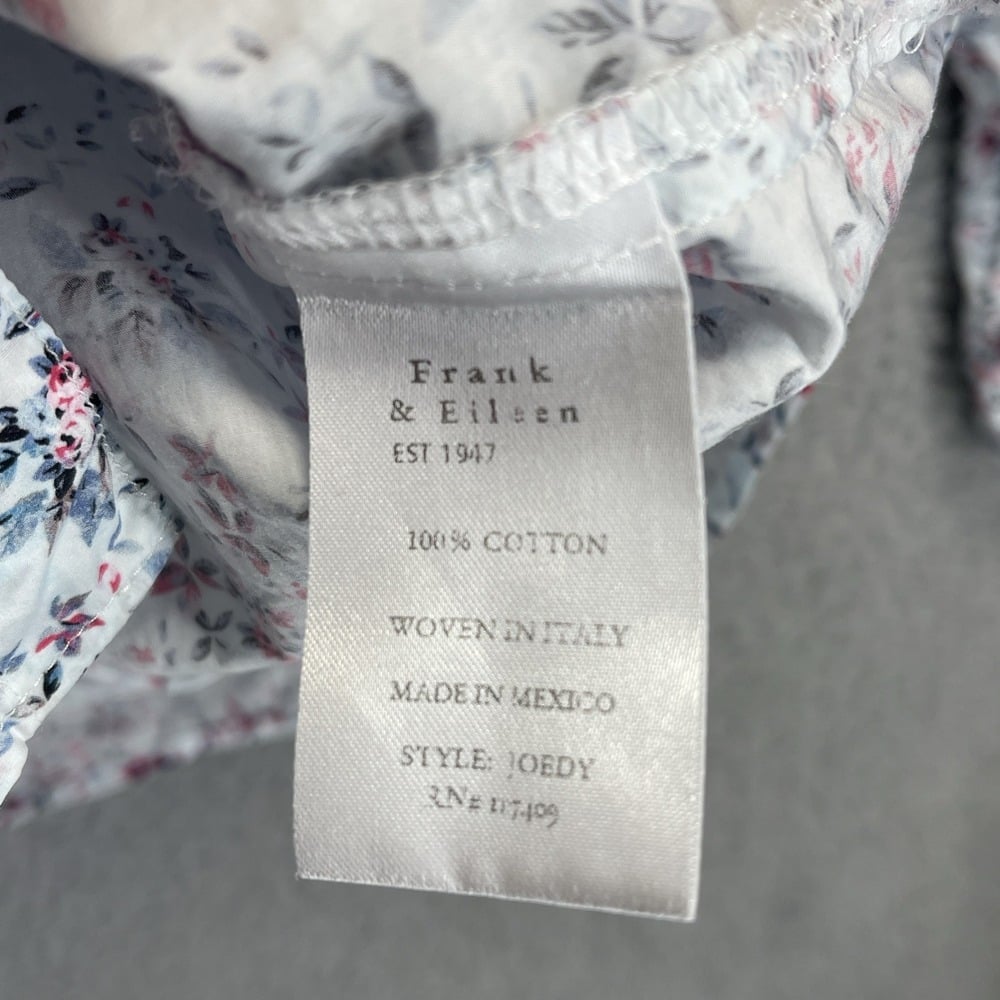 Frank
& Eileen
EST 1947
100% COTTON
WOVEN IN ITALY
MADE IN MEXICO
STYLE: JOEDY
RN# 117409